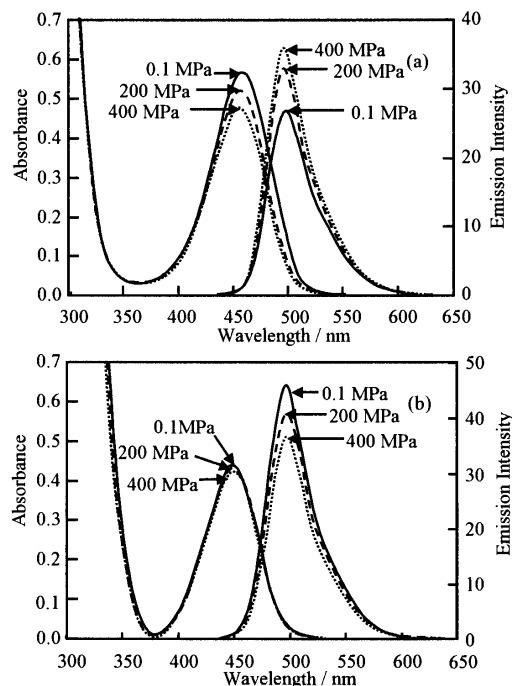 0.7
0.6
0.5
0.4
0.3
0.2
0.1
0.0
Absorbance
0.1 MPa
200 MPa
400 MPa
400 MPa
200 MPa
0.1 MPa
(a)
40
30
20
10
0
Emission Intensity
300 350 400 450 500 550 600 650
Wavelength / nm
0.7
0.6
0.5
0.4
0.3
0.2
0.1
0.0
Absorbance
0.1MPa
200 MPa
400 MPa
0.1 MPa
200 MPa
400 MPa
(b)
50
40
30
20
10
0
Emission Intensity
300 350 400 450 500 550 600 650
Wavelength / nm